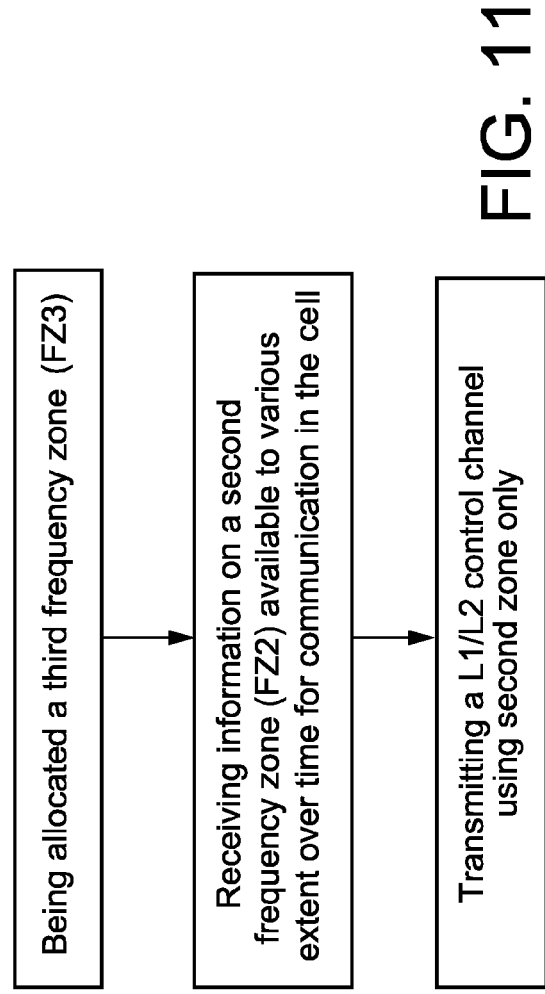 Being allocated a third frequency zone (FZ3)
Receiving information on a second
frequency zone (FZ2) available to various
extent over time for communication in the cell
Transmitting a L1/L2 control channel
using second zone only
FIG. 11